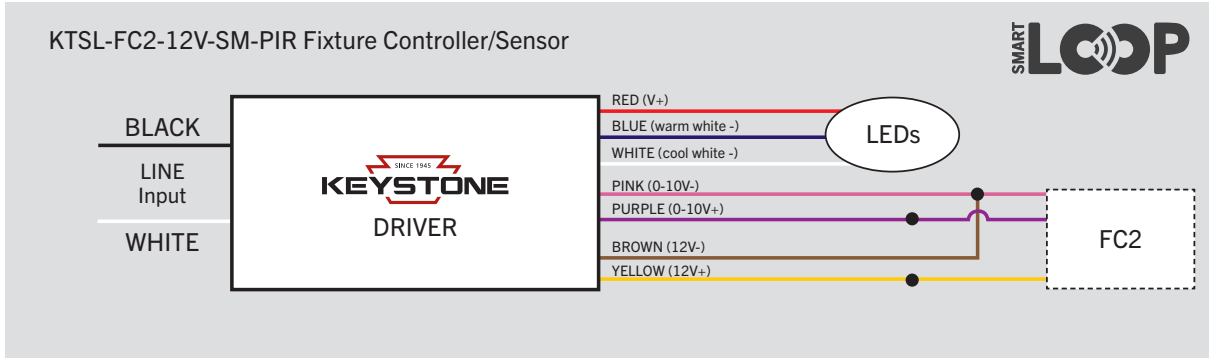 KTSL-FC2-12V-SM-PIR Fixture Controller/Sensor
SMART LOOP
BLACK
LINE
Input
WHITE
SINCE 1945
KEYSTONE
DRIVER
RED (V+)
BLUE (warm white -)
WHITE (cool white -)
PINK (0-10V-)
PURPLE (0-10V+)
BROWN (12V-)
YELLOW (12V+)
LEDs
FC2